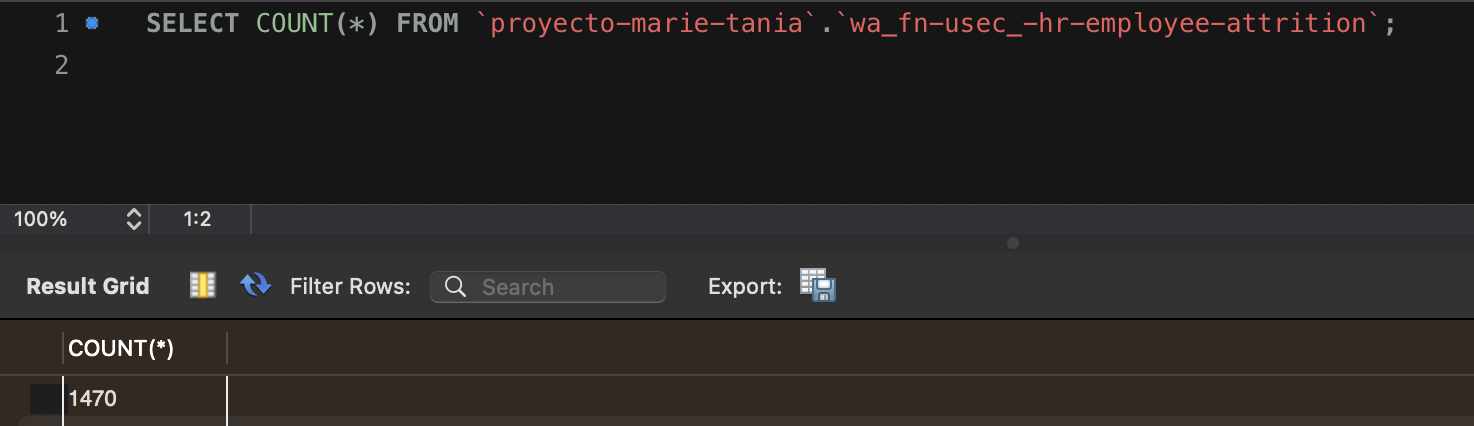 1 SELECT COUNT(*) FROM `proyecto-marie-tania`.`wa_fn-usec_-hr-employee-attrition`;
2
100% 1:2
Result Grid Filter Rows: Search Export:
COUNT(*)
1470